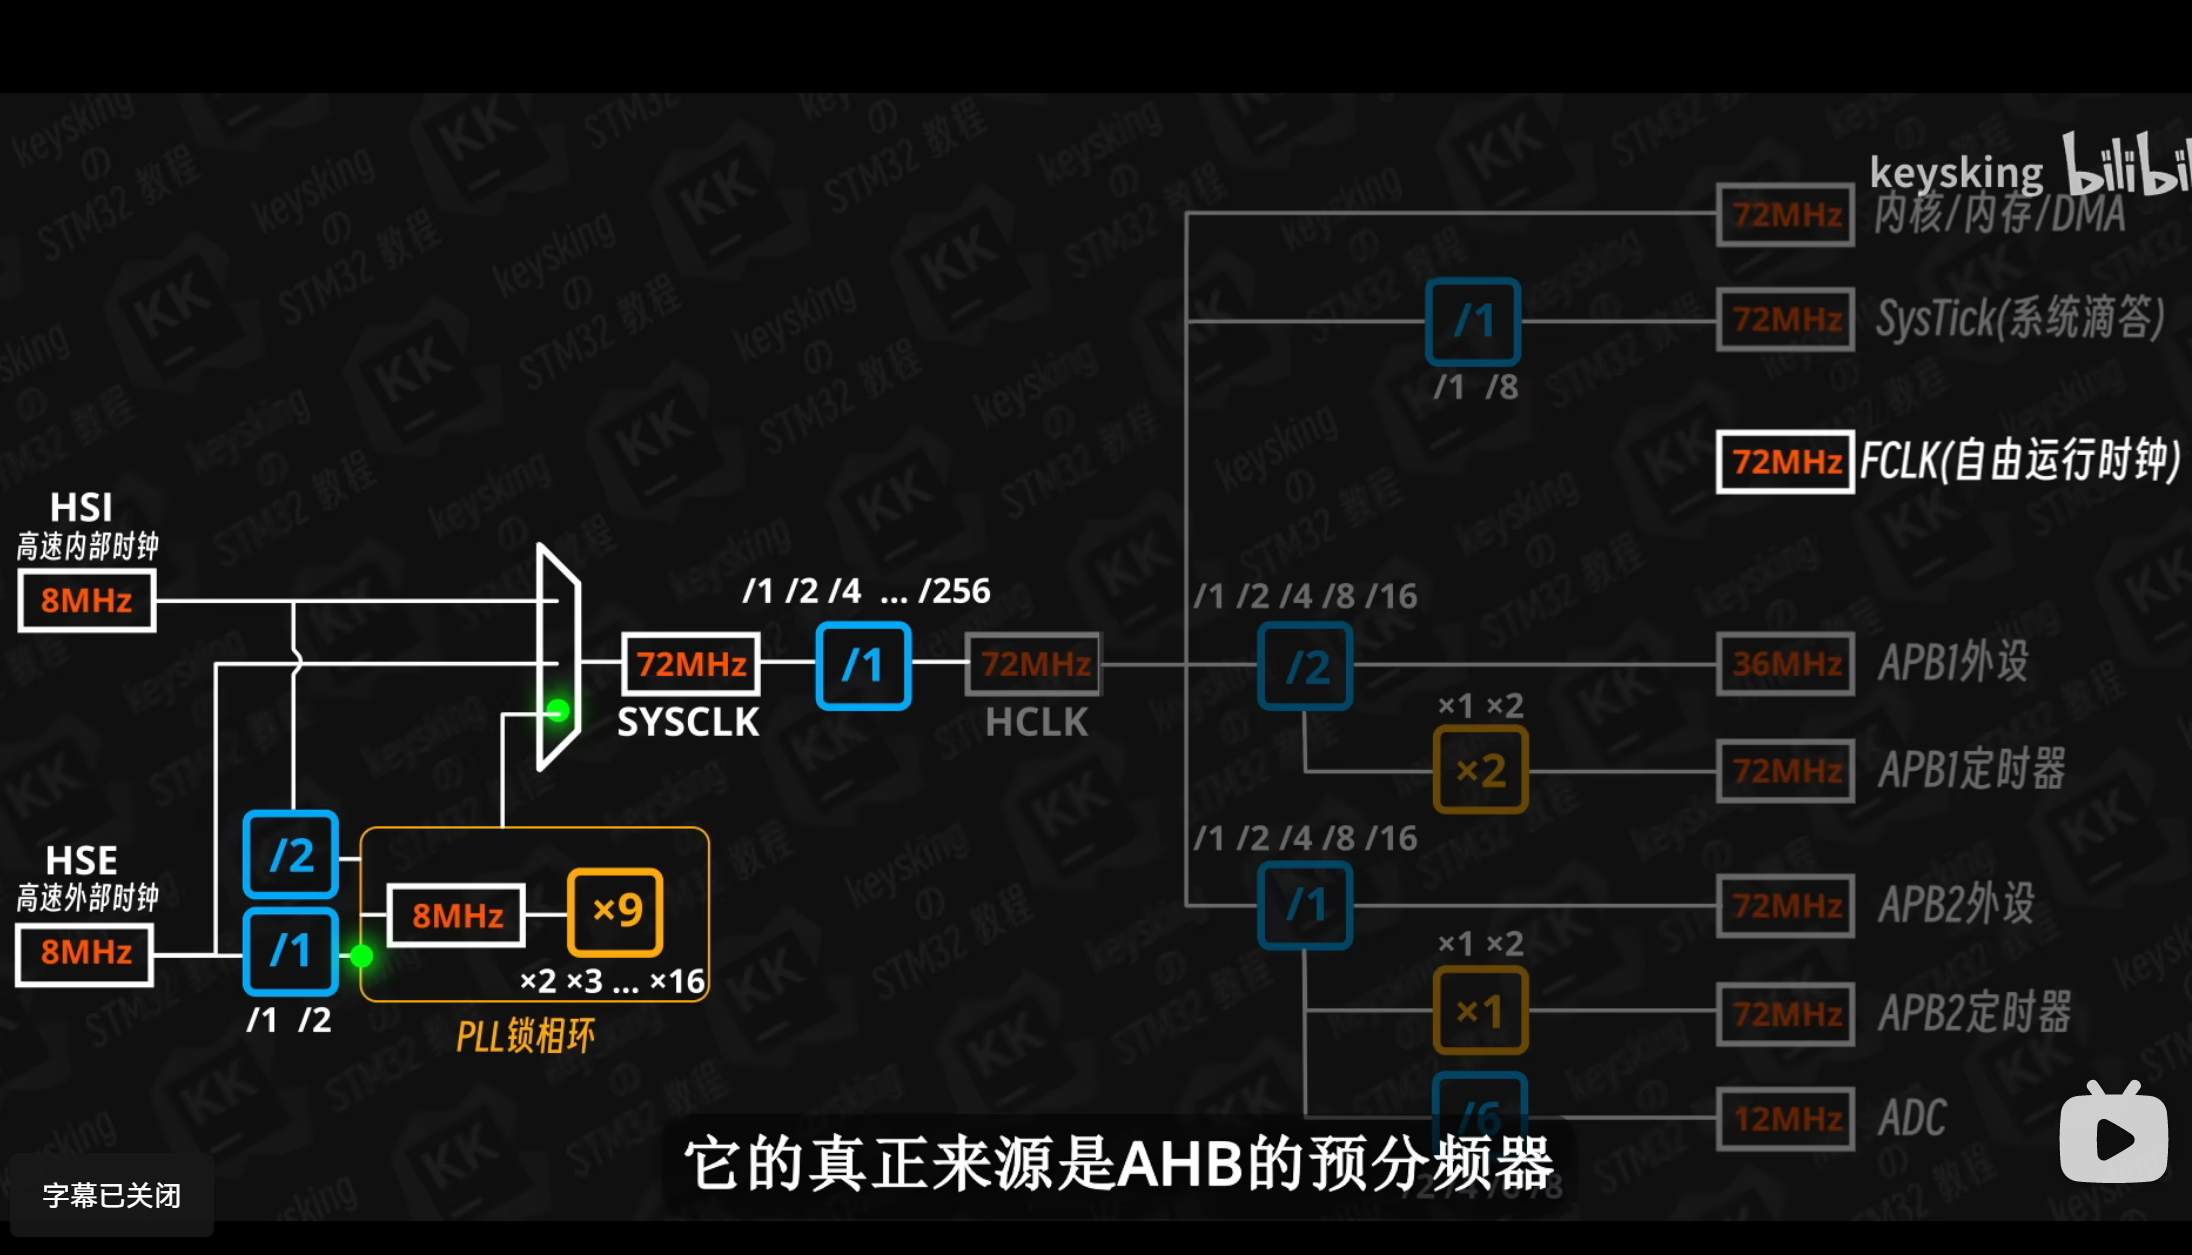 keysking bilibil
72MHz 内核/内存/DMA
/1 72MHz SysTick(系统滴答)
/1 /8
72MHz FCLK(自由运行时钟)
HSI
高速内部时钟
8MHz
/1 /2 /4 ... /256
/1 /2 /4 /8 /16
72MHz /1 72MHz /2 36MHz APB1外设
SYSCLK HCLK
×1 ×2
×2 72MHz APB1定时器
/1 /2 /4 /8 /16
HSE
高速外部时钟
/2
8MHz ×9
/1 72MHz APB2外设
8MHz /1
×2 ×3 ... ×16
×1 ×2
/1 /2
PLL锁相环
×1 72MHz APB2定时器
/6 12MHz ADC
它的真正来源是AHB的预分频器
字幕已关闭
keysking
の
STM32 教程
KK